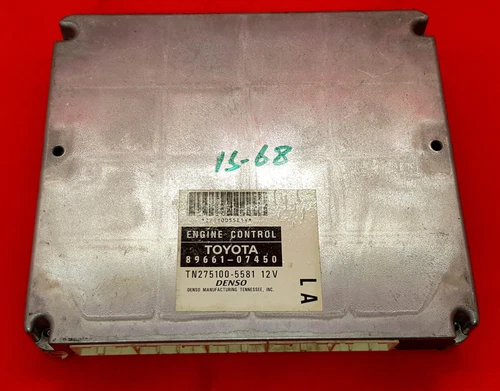 15-68
ENGINE CONTROL
TOYOTA
89661-07450
TN275100-5581 12V
DENSO
DENSO MANUFACTURING TENNESSEE, INC.
LA